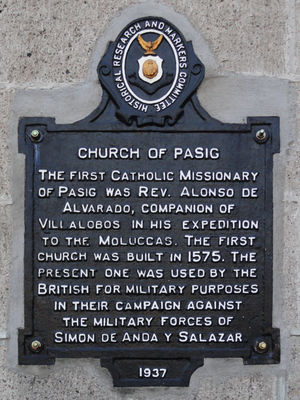 HISTORICAL RESEARCH AND MARKERS COMMITTEE
CHURCH OF PASIG
THE FIRST CATHOLIC MISSIONARY
OF PASIG WAS REV. ALONSO DE
ALVARADO, COMPANION OF
VILLALOBOS IN HIS EXPEDITION
TO THE MOLUCCAS. THE FIRST
CHURCH WAS BUILT IN 1575. THE
PRESENT ONE WAS USED BY THE
BRITISH FOR MILITARY PURPOSES
IN THEIR CAMPAIGN AGAINST
THE MILITARY FORCES OF
SIMON DE ANDA Y SALAZAR
1937